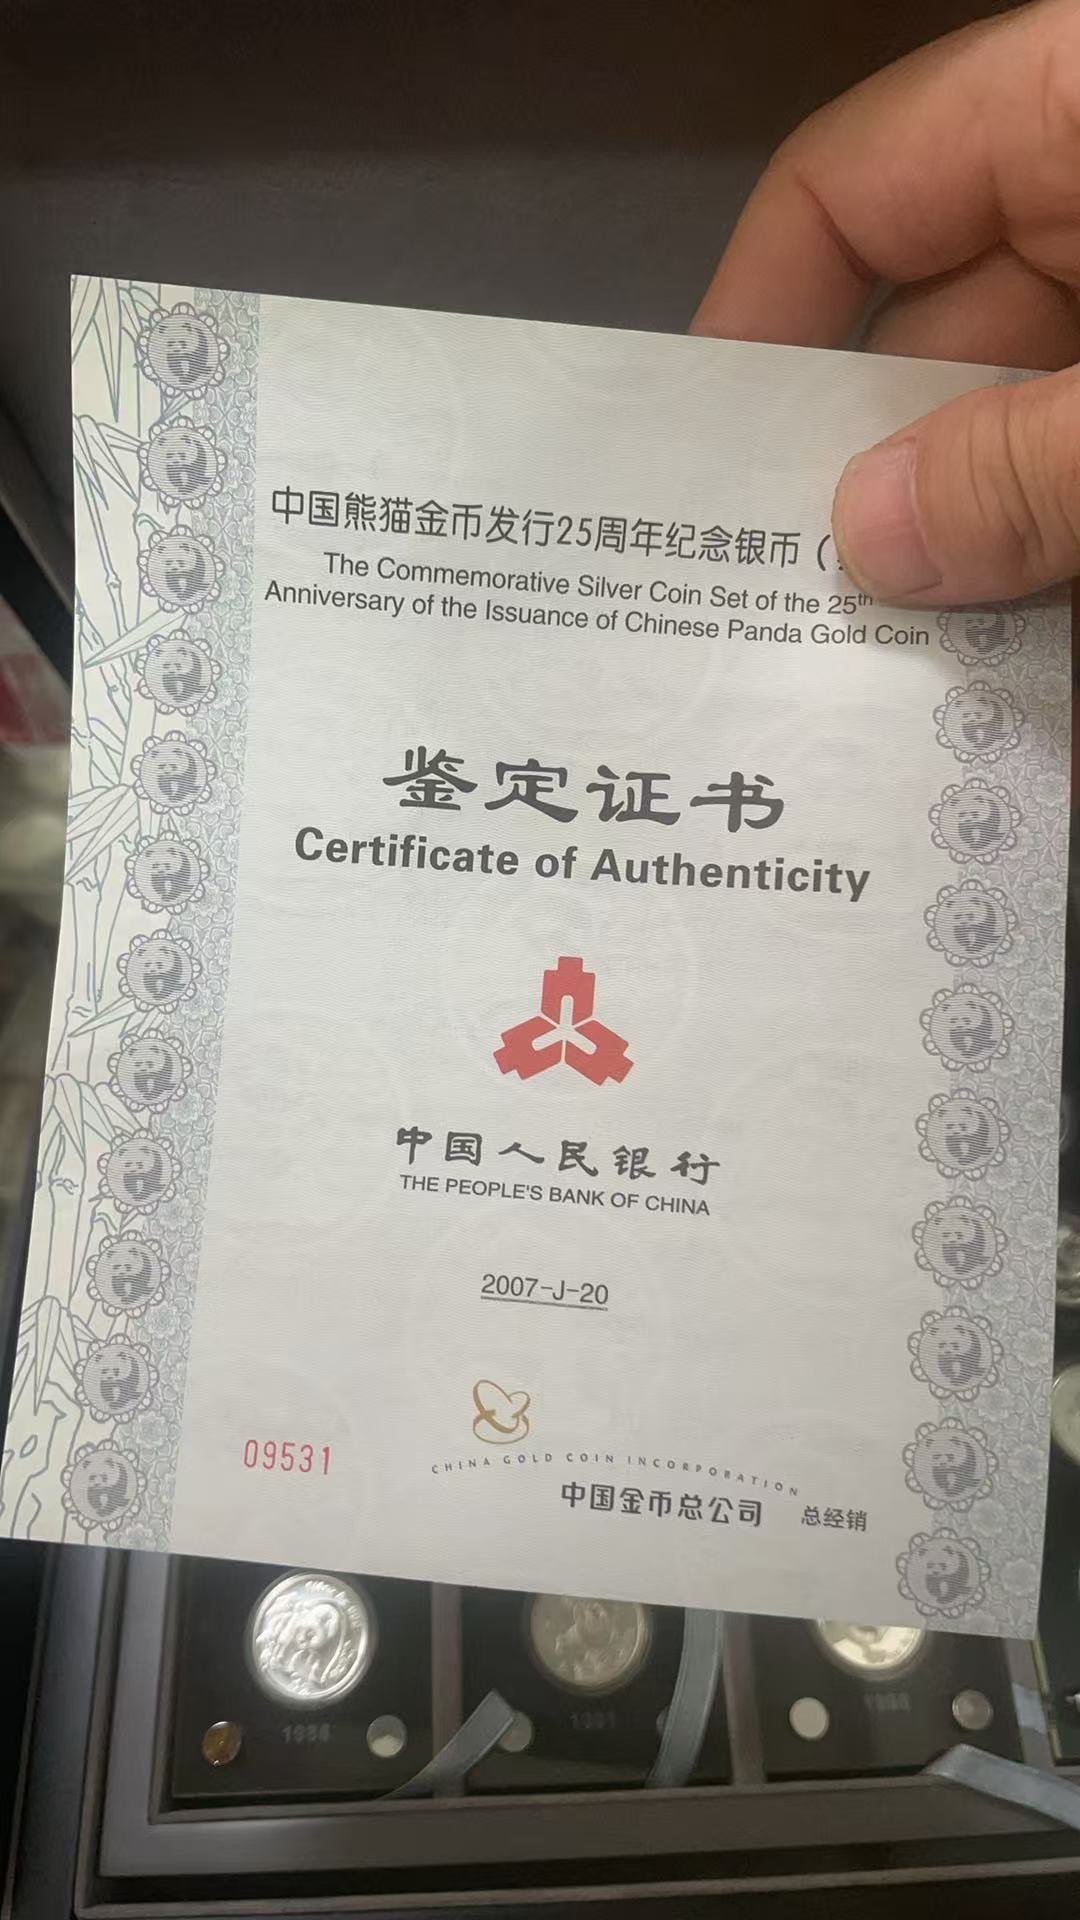 中国熊猫金币发行25周年纪念银币（
The Commemorative Silver Coin Set of the 25th
Anniversary of the Issuance of Chinese Panda Gold Coin
鉴定证书
Certificate of Authenticity
中国人民银行
THE PEOPLE'S BANK OF CHINA
2007-J-20
09531
CHINA GOLD COIN INCORPORATION
中国金币总公司 总经销